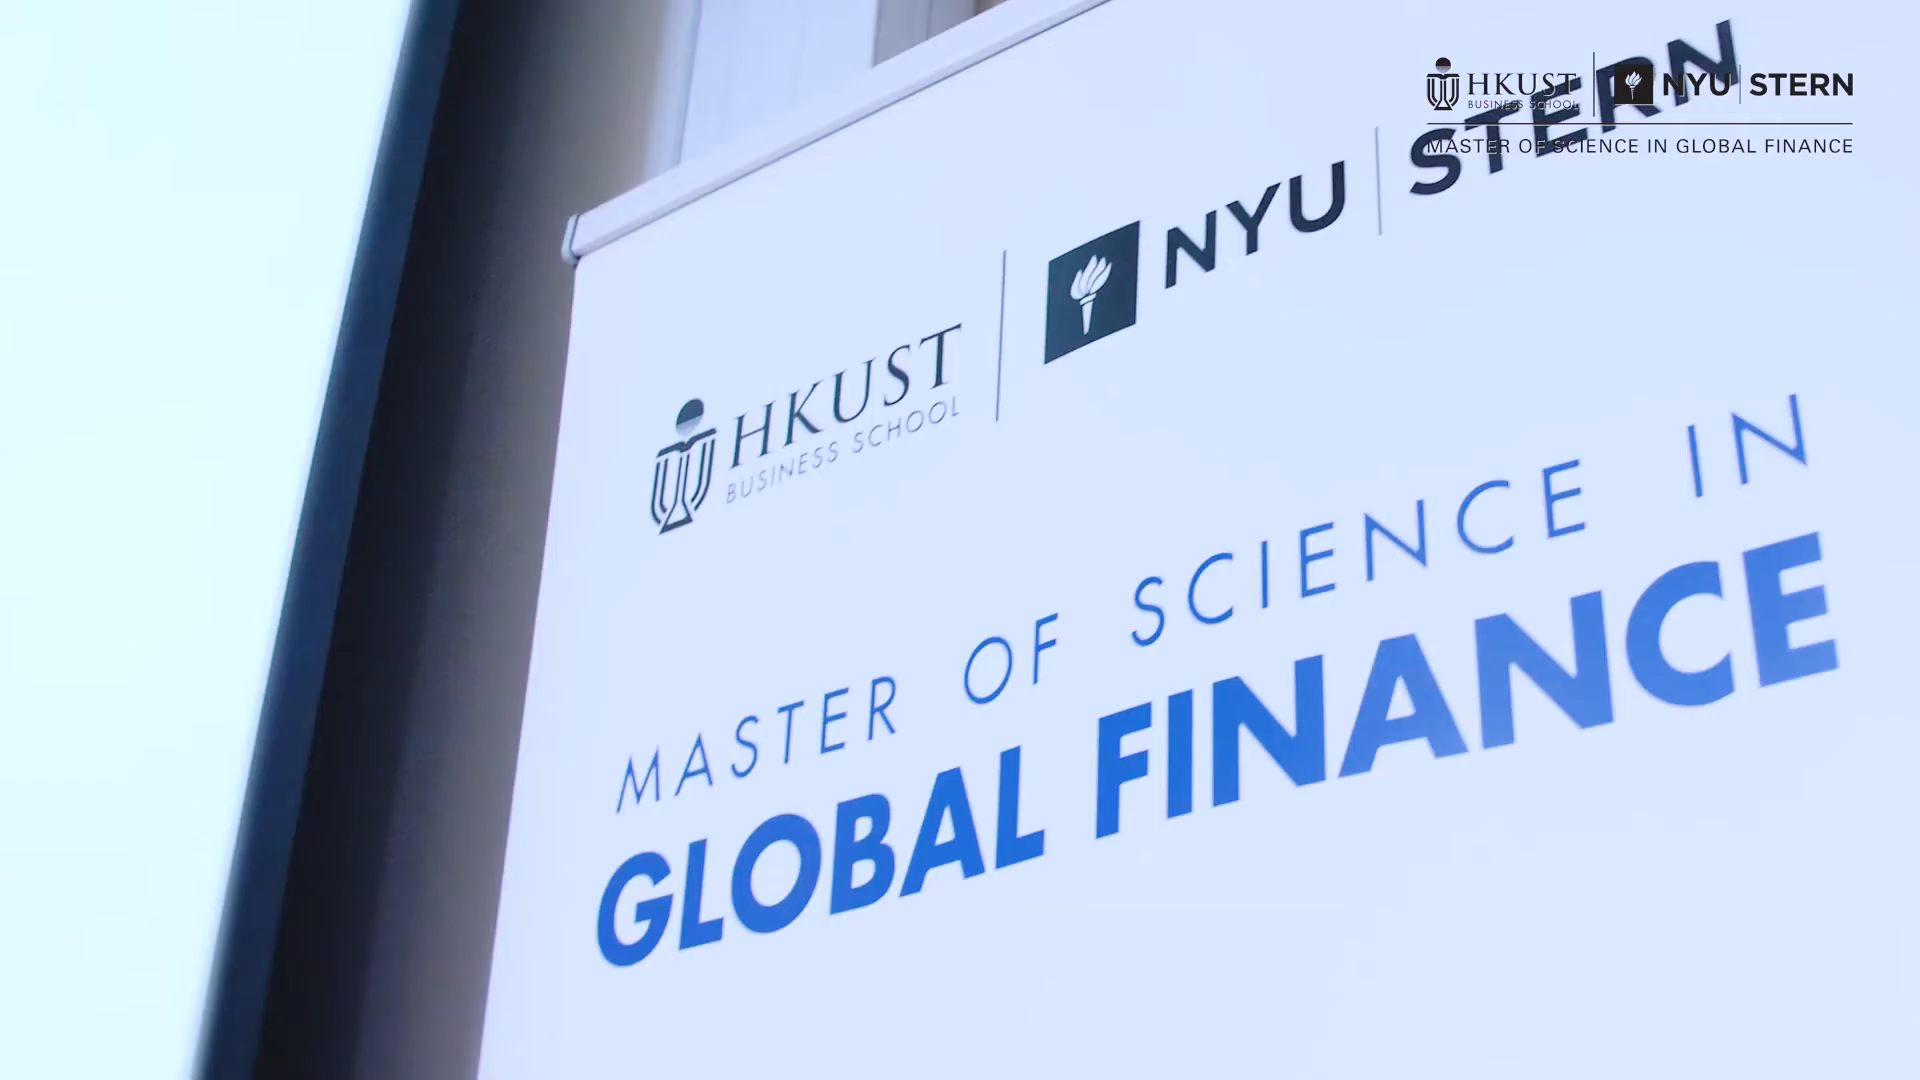 HKUST
BUSINESS SCHOOL
NYU STERN
MASTER OF SCIENCE IN GLOBAL FINANCE
HKUST
BUSINESS SCHOOL
NYU STERN
MASTER OF SCIENCE IN
GLOBAL FINANCE